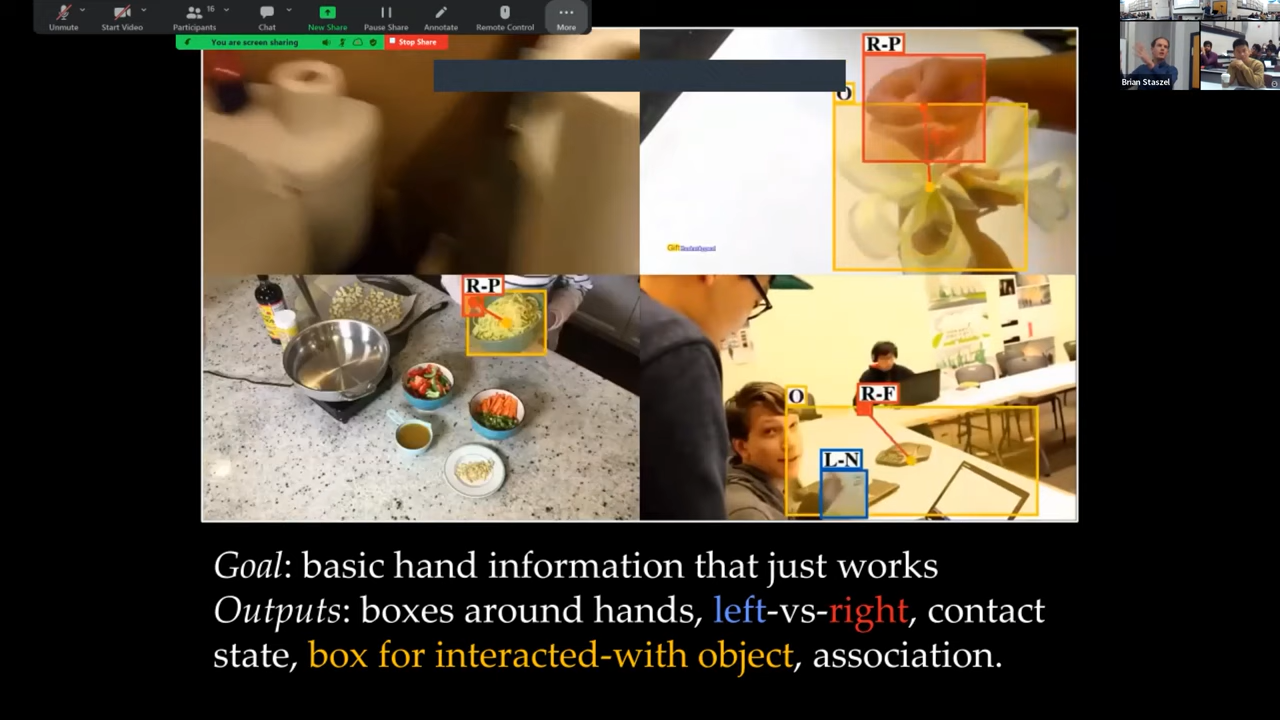 16
Unmute
Start Video
Participants
Chat
New Share
Pause Share
Annotate
Remote Control
More
You are screen sharing
Stop Share
Brian Staszel
R-P
O
R-P
O
R-F
L-N
Goal: basic hand information that just works
Outputs: boxes around hands, left-vs-right, contact
state, box for interacted-with object, association.